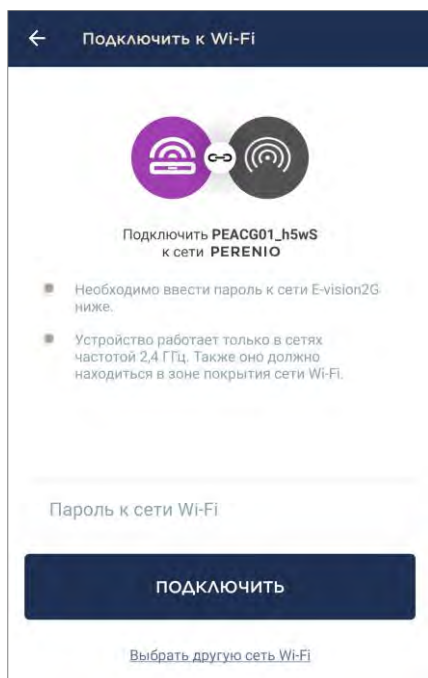 Подключить к Wi-Fi
Подключить PEACG01_h5wS
к сети PERENIO
Необходимо ввести пароль к сети E-vision2G
ниже.
Устройство работает только в сетях
частотой 2,4 ГГц. Также оно должно
находиться в зоне покрытия сети Wi-Fi.
Пароль к сети Wi-Fi
ПОДКЛЮЧИТЬ
Выбрать другую сеть Wi-Fi